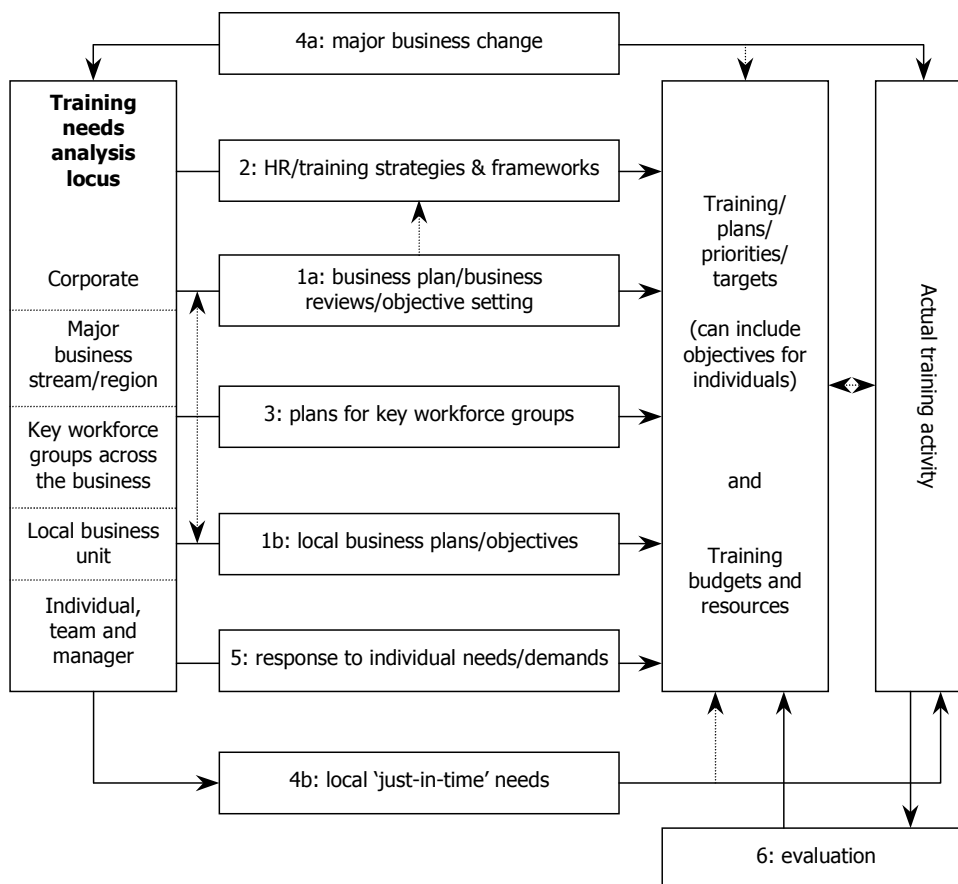 4a: major business change
Training
needs
analysis
locus
Corporate
Major
business
stream/region
Key workforce
groups across
the business
Local business
unit
Individual,
team and
manager
2: HR/training strategies & frameworks
1a: business plan/business
reviews/objective setting
3: plans for key workforce groups
1b: local business plans/objectives
5: response to individual needs/demands
4b: local ‘just-in-time’ needs
Training/
plans/
priorities/
targets
(can include
objectives for
individuals)
and
Training
budgets and
resources
Actual training activity
6: evaluation